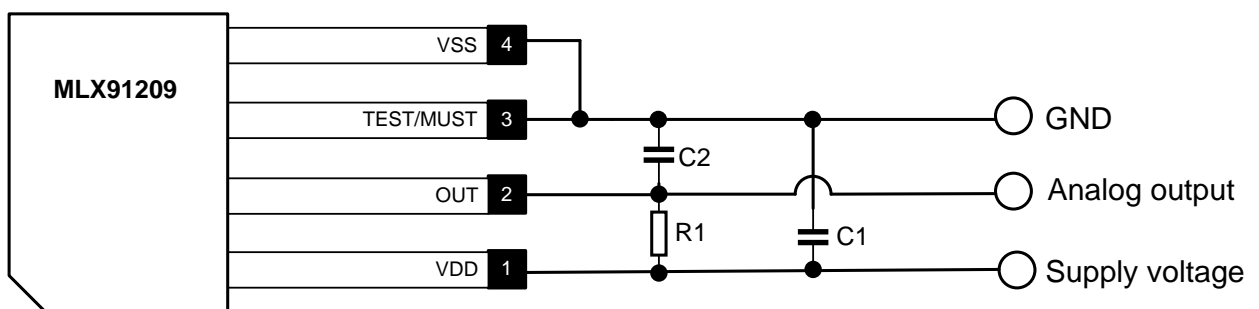 MLX91209
VSS 4
TEST/MUST 3
GND
C2
OUT 2
Analog output
R1
C1
VDD 1
Supply voltage